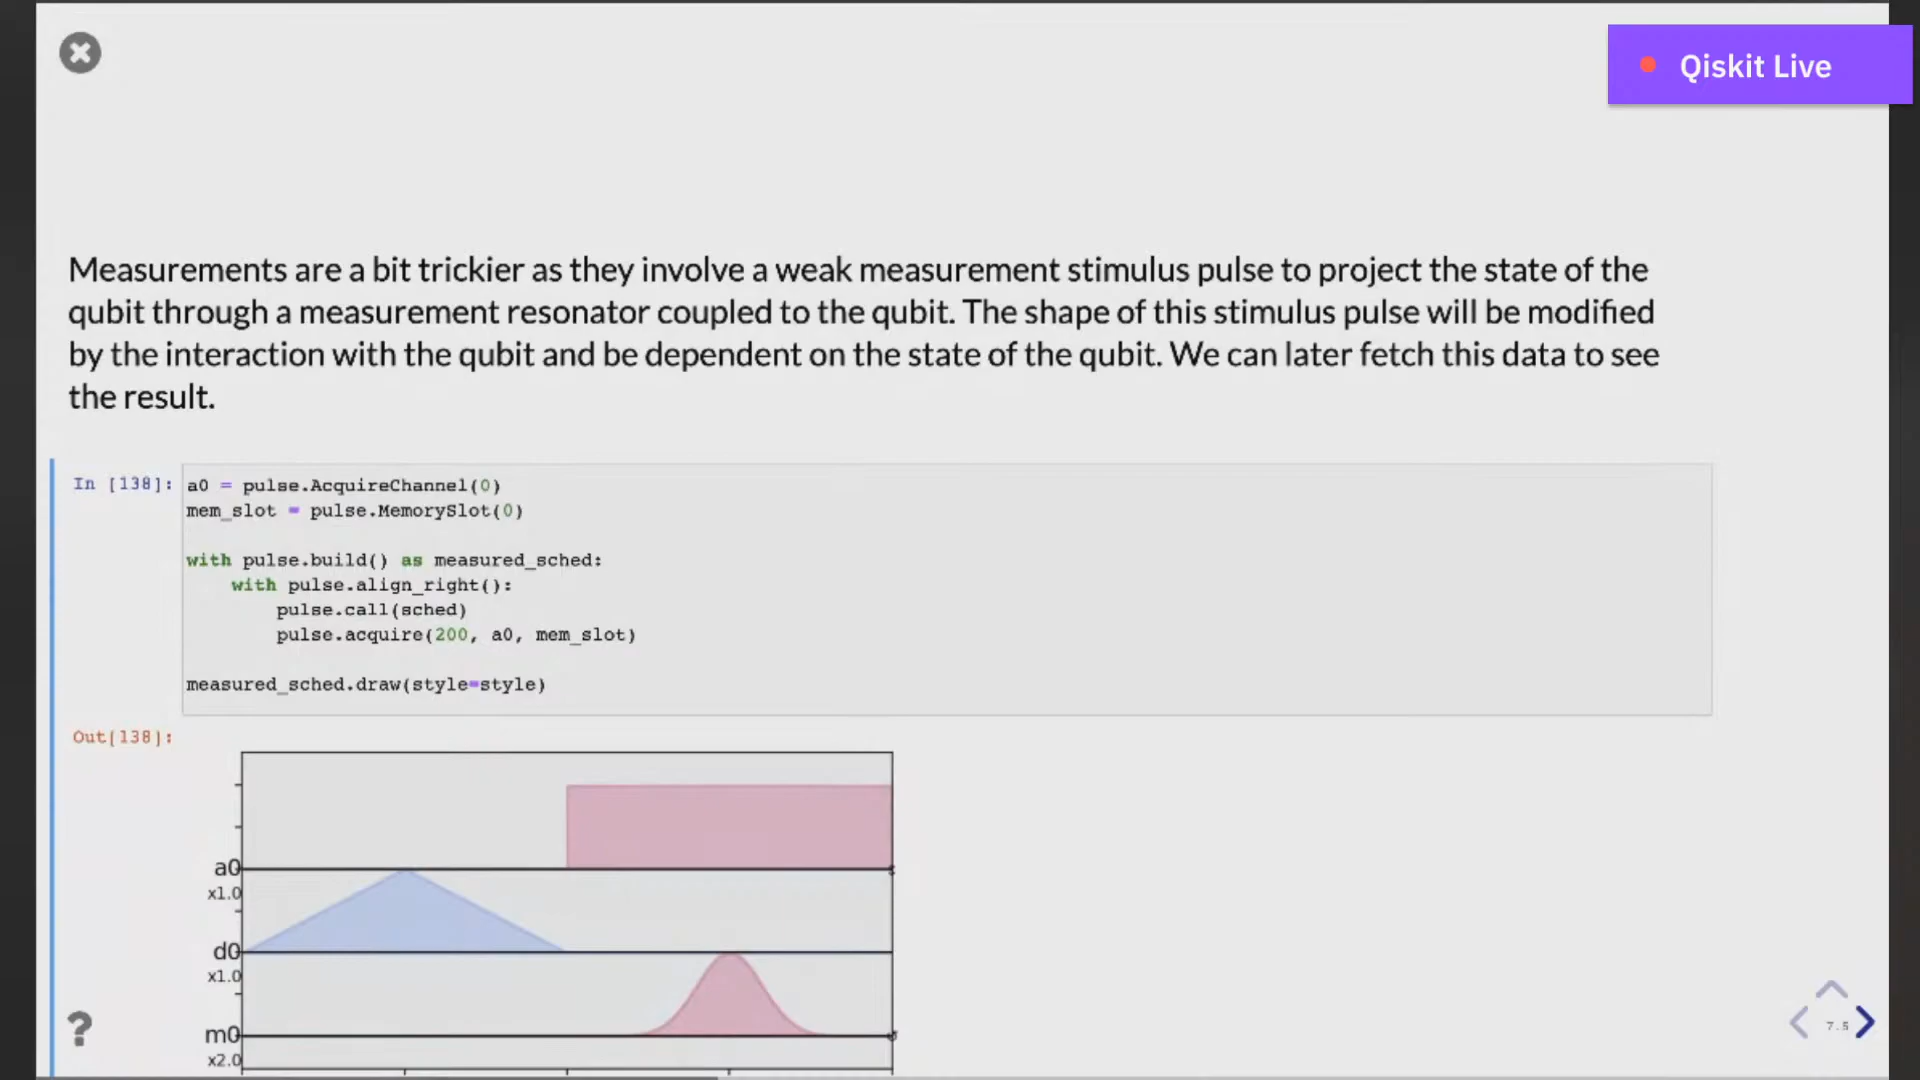 Qiskit Live
Measurements are a bit trickier as they involve a weak measurement stimulus pulse to project the state of the
qubit through a measurement resonator coupled to the qubit. The shape of this stimulus pulse will be modified
by the interaction with the qubit and be dependent on the state of the qubit. We can later fetch this data to see
the result.
In [138]:
a0 = pulse.AcquireChannel(0)
mem_slot = pulse.MemorySlot(0)
with pulse.build() as measured_sched:
with pulse.align_right():
pulse.call(sched)
pulse.acquire(200, a0, mem_slot)
measured_sched.draw(style=style)
Out[138]:
a0
x1.0
d0
x1.0
m0
x2.0
?
7.5